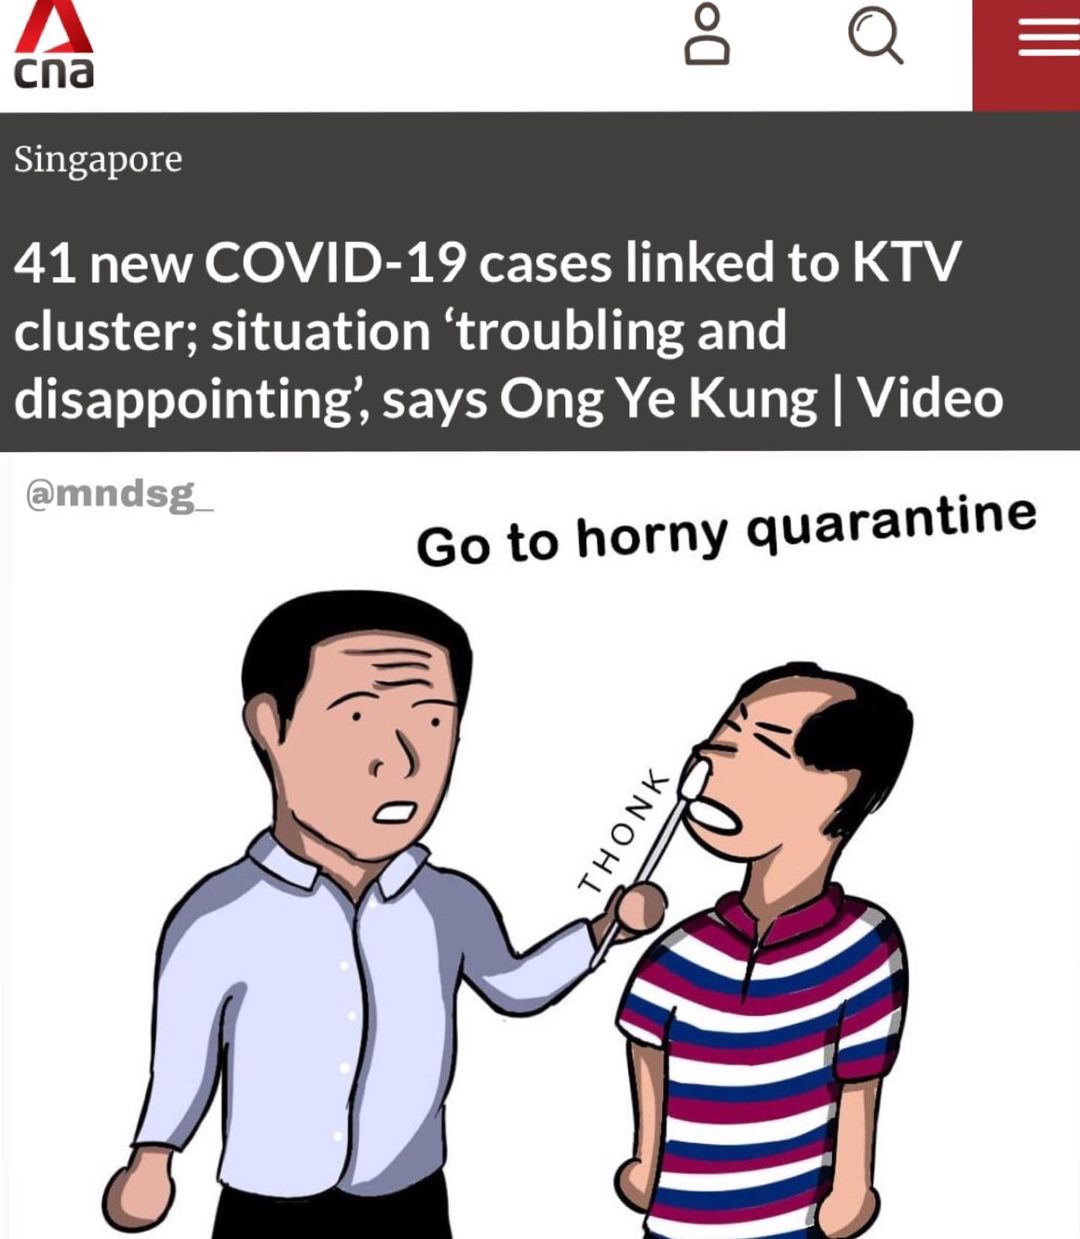 cna
Singapore
41 new COVID-19 cases linked to KTV
cluster; situation ‘troubling and
disappointing’, says Ong Ye Kung | Video
@mndsg_
Go to horny quarantine
THONK